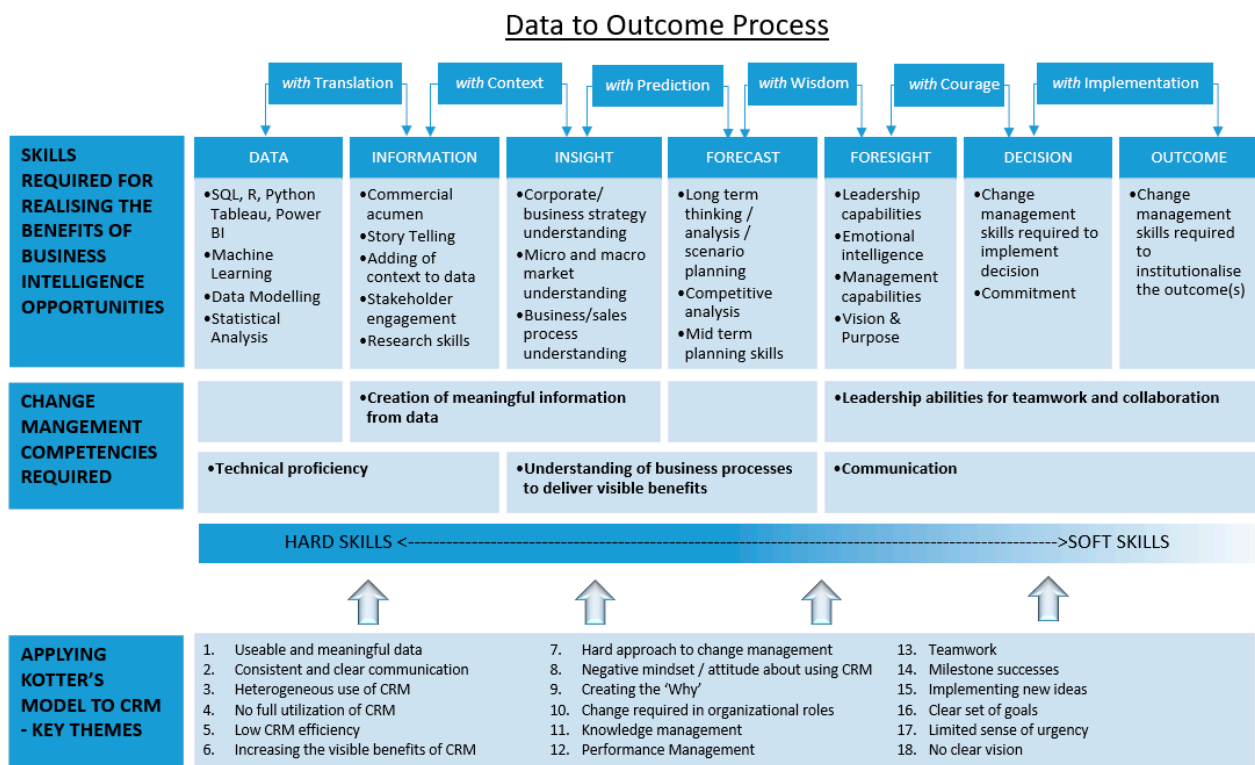 Data to Outcome Process
with Translation
with Context
with Prediction
with Wisdom
with Courage
with Implementation
SKILLS
REQUIRED FOR
REALISING THE
BENEFITS OF
BUSINESS
INTELLIGENCE
OPPORTUNITIES
DATA
•SQL, R, Python
Tableau, Power
BI
•Machine
Learning
•Data Modelling
•Statistical
Analysis
INFORMATION
•Commercial
acumen
•Story Telling
•Adding of
context to data
•Stakeholder
engagement
•Research skills
INSIGHT
•Corporate/
business strategy
understanding
•Micro and macro
market
understanding
•Business/sales
process
understanding
FORECAST
•Long term
thinking /
analysis /
scenario
planning
•Competitive
analysis
•Mid term
planning skills
FORESIGHT
•Leadership
capabilities
•Emotional
intelligence
•Management
capabilities
•Vision &
Purpose
DECISION
•Change
management
skills required to
implement
decision
•Commitment
OUTCOME
•Change
management
skills required
to
institutionalise
the outcome(s)
CHANGE
MANGEMENT
COMPETENCIES
REQUIRED
•Creation of meaningful information
from data
•Leadership abilities for teamwork and collaboration
•Technical proficiency
•Understanding of business processes
to deliver visible benefits
•Communication
HARD SKILLS <---------------------------------------------------------------------->SOFT SKILLS
APPLYING
KOTTER'S
MODEL TO CRM
- KEY THEMES
1. Useable and meaningful data
2. Consistent and clear communication
3. Heterogeneous use of CRM
4. No full utilization of CRM
5. Low CRM efficiency
6. Increasing the visible benefits of CRM
7. Hard approach to change management
8. Negative mindset / attitude about using CRM
9. Creating the 'Why'
10. Change required in organizational roles
11. Knowledge management
12. Performance Management
13. Teamwork
14. Milestone successes
15. Implementing new ideas
16. Clear set of goals
17. Limited sense of urgency
18. No clear vision